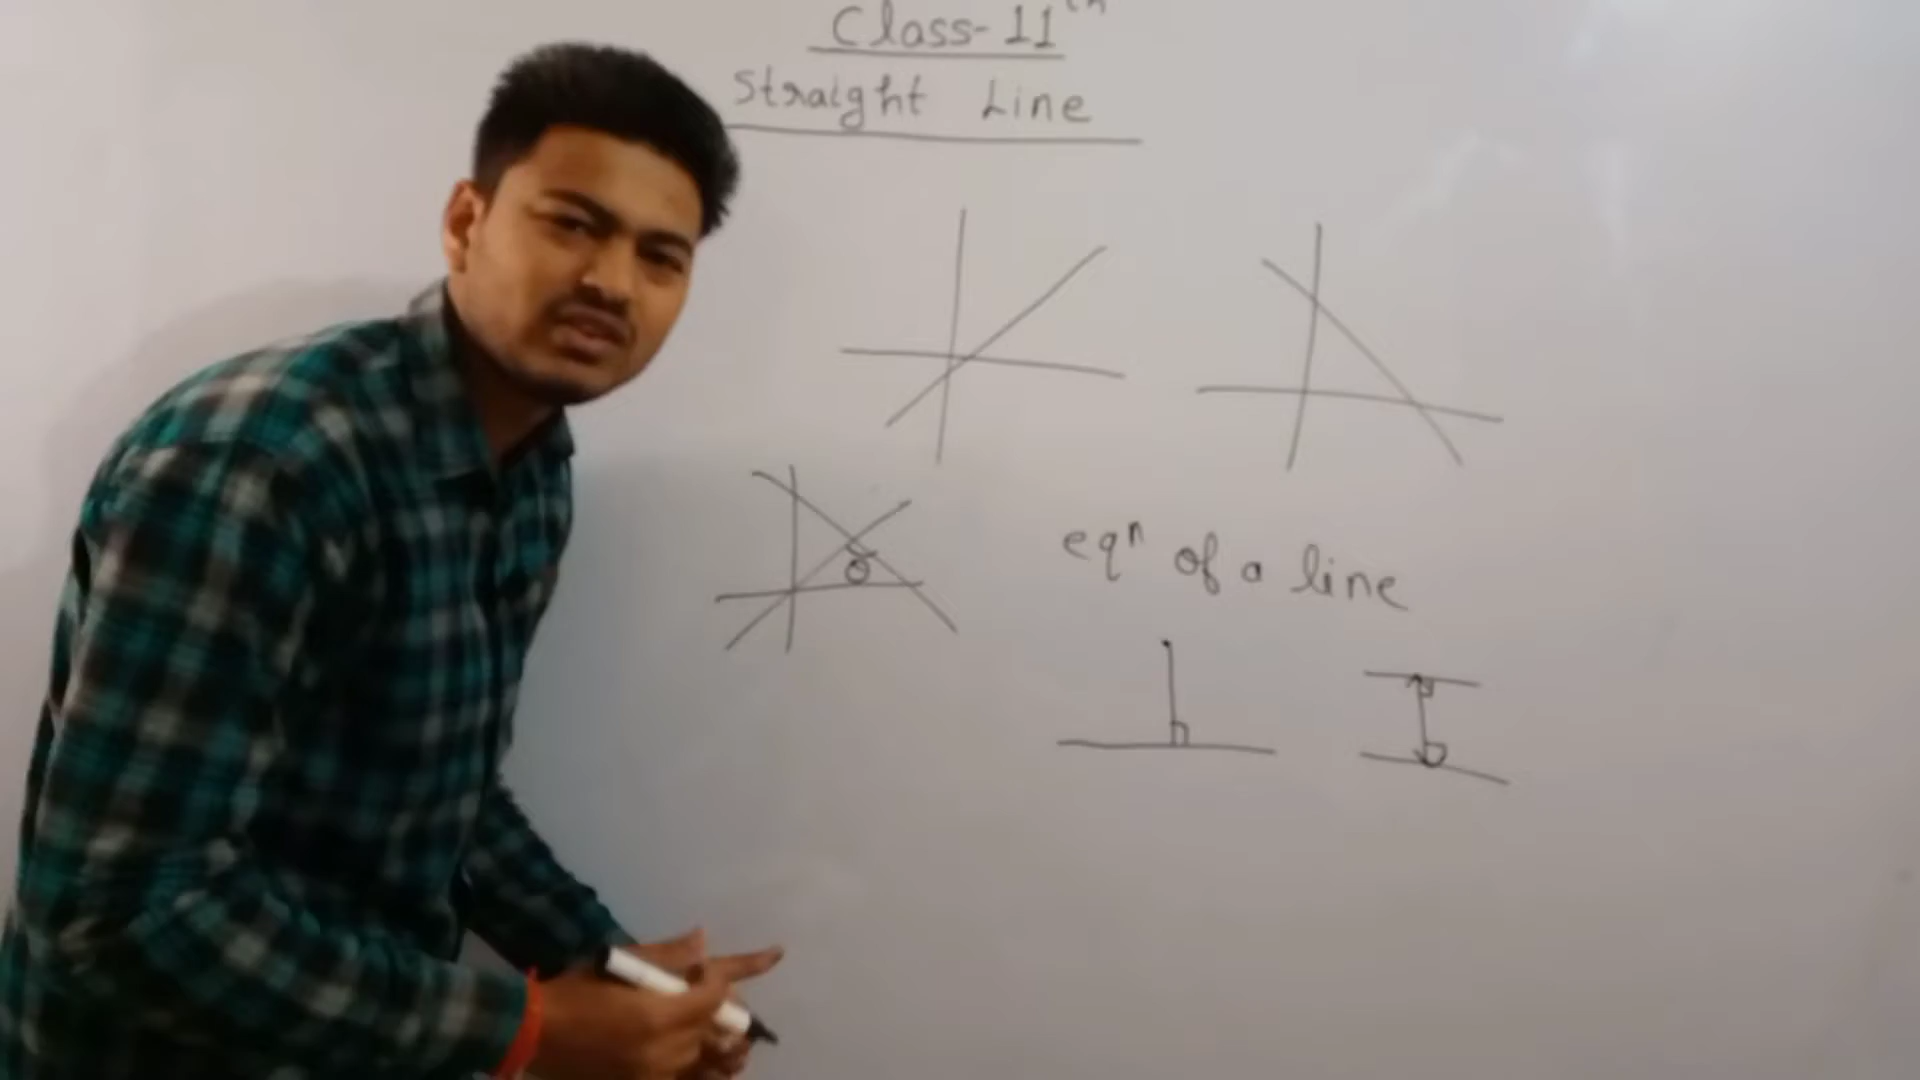 Class-11th
Straight Line
θ
eqⁿ of a line